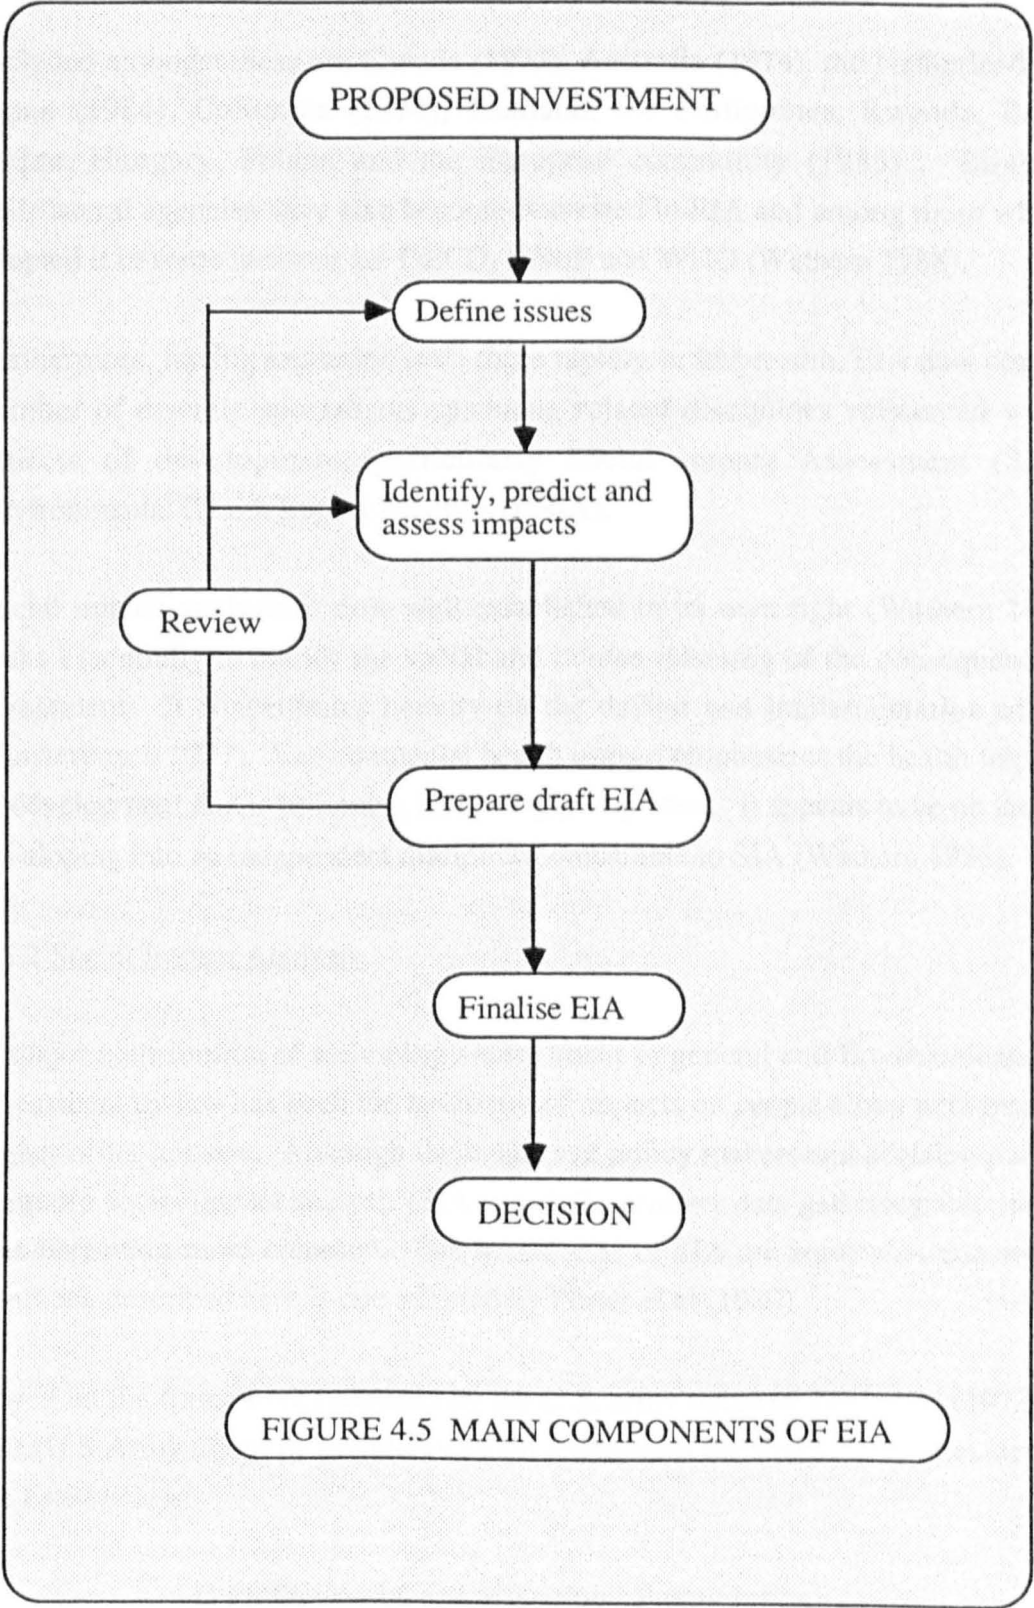 PROPOSED INVESTMENT
Define issues
Identify, predict and
assess impacts
Review
Prepare draft EIA
Finalise EIA
DECISION
FIGURE 4.5 MAIN COMPONENTS OF EIA